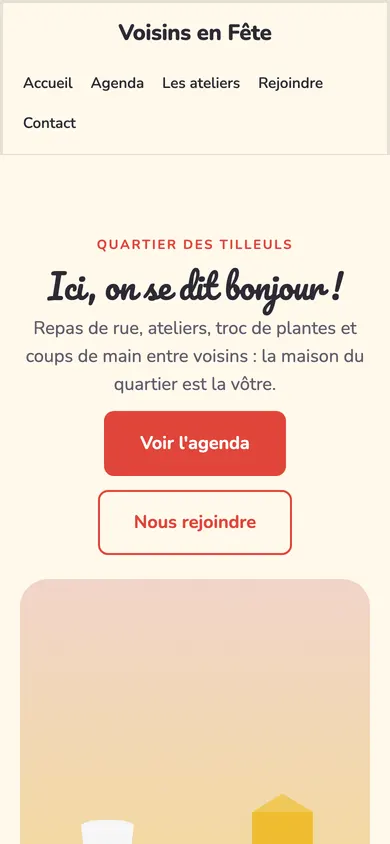 Voisins en Fête
Accueil Agenda Les ateliers Rejoindre
Contact
QUARTIER DES TILLEULS
Ici, on se dit bonjour !
Repas de rue, ateliers, troc de plantes et
coups de main entre voisins : la maison du
quartier est la vôtre.
Voir l'agenda
Nous rejoindre